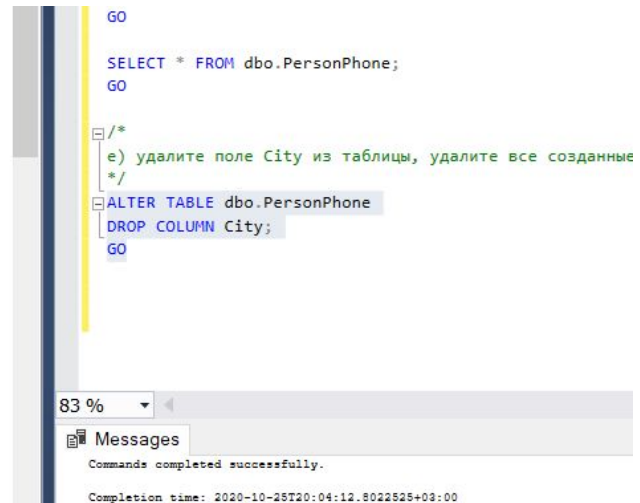 GO
SELECT * FROM dbo.PersonPhone;
GO
/*
e) удалите поле City из таблицы, удалите все созданные
*/
ALTER TABLE dbo.PersonPhone
DROP COLUMN City;
GO
83 %
Messages
Commands completed successfully.
Completion time: 2020-10-25T20:04:12.8022525+03:00